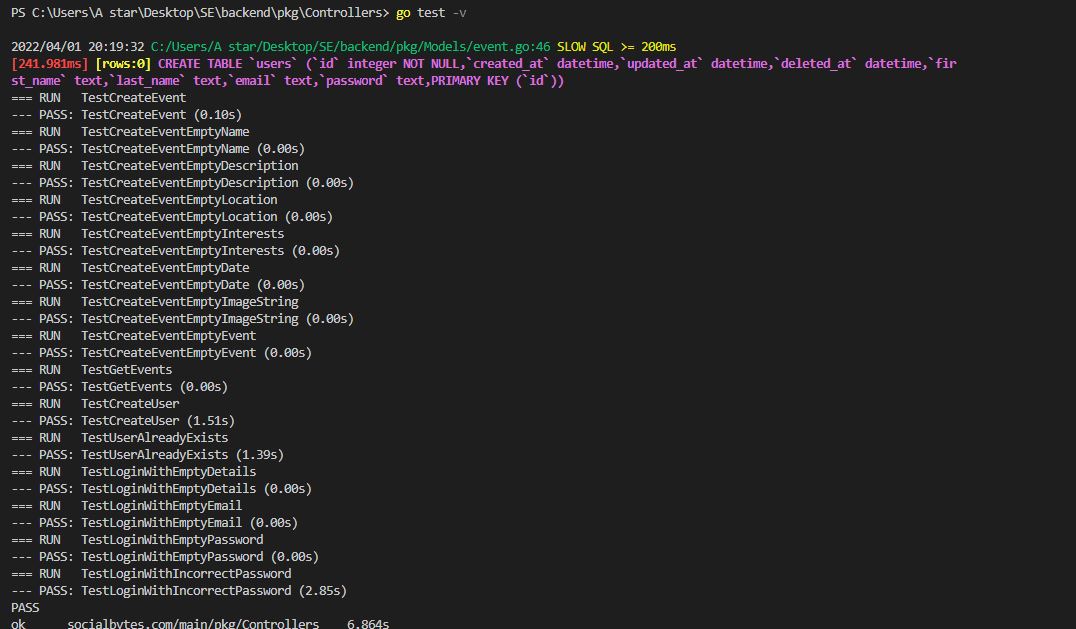 PS C:\Users\A star\Desktop\SE\backend\pkg\Controllers> go test -v
2022/04/01 20:19:32 C:/Users/A star/Desktop/SE/backend/pkg/Models/event.go:46 SLOW SQL >= 200ms
[241.981ms] [rows:0] CREATE TABLE `users` (`id` integer NOT NULL,`created_at` datetime,`updated_at` datetime,`deleted_at` datetime,`fir
st_name` text,`last_name` text,`email` text,`password` text,PRIMARY KEY (`id`))
=== RUN   TestCreateEvent
--- PASS: TestCreateEvent (0.10s)
=== RUN   TestCreateEventEmptyName
--- PASS: TestCreateEventEmptyName (0.00s)
=== RUN   TestCreateEventEmptyDescription
--- PASS: TestCreateEventEmptyDescription (0.00s)
=== RUN   TestCreateEventEmptyLocation
--- PASS: TestCreateEventEmptyLocation (0.00s)
=== RUN   TestCreateEventEmptyInterests
--- PASS: TestCreateEventEmptyInterests (0.00s)
=== RUN   TestCreateEventEmptyDate
--- PASS: TestCreateEventEmptyDate (0.00s)
=== RUN   TestCreateEventEmptyImageString
--- PASS: TestCreateEventEmptyImageString (0.00s)
=== RUN   TestCreateEventEmptyEvent
--- PASS: TestCreateEventEmptyEvent (0.00s)
=== RUN   TestGetEvents
--- PASS: TestGetEvents (0.00s)
=== RUN   TestCreateUser
--- PASS: TestCreateUser (1.51s)
=== RUN   TestUserAlreadyExists
--- PASS: TestUserAlreadyExists (1.39s)
=== RUN   TestLoginWithEmptyDetails
--- PASS: TestLoginWithEmptyDetails (0.00s)
=== RUN   TestLoginWithEmptyEmail
--- PASS: TestLoginWithEmptyEmail (0.00s)
=== RUN   TestLoginWithEmptyPassword
--- PASS: TestLoginWithEmptyPassword (0.00s)
=== RUN   TestLoginWithIncorrectPassword
--- PASS: TestLoginWithIncorrectPassword (2.85s)
PASS
ok      socialbytes.com/main/pkg/Controllers    6.864s